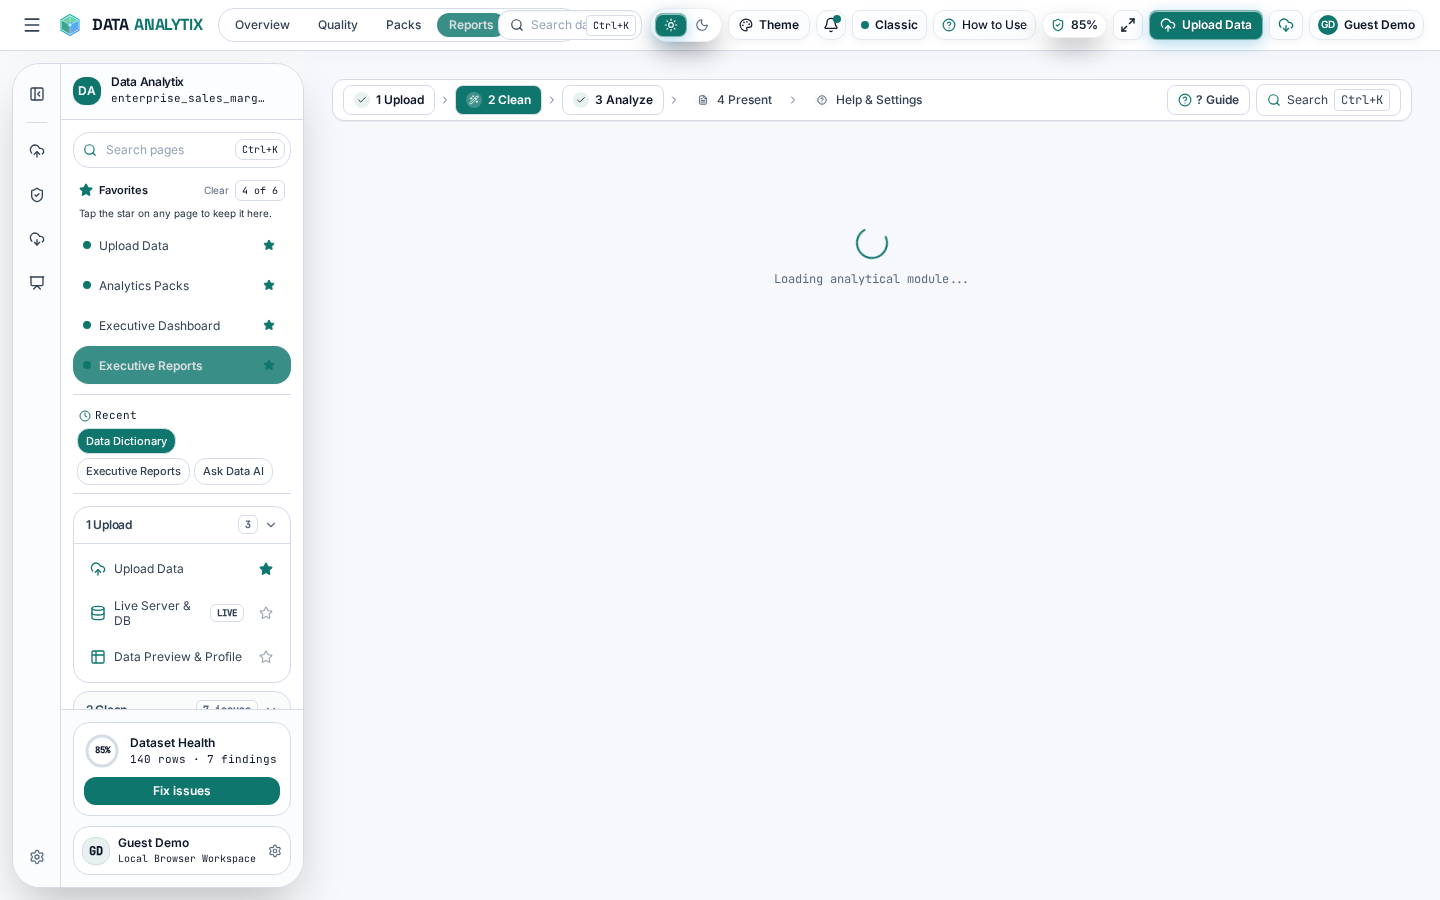 DATA ANALYTIX
Overview
Quality
Packs
Reports
Search da
Ctrl+K
Theme
Classic
How to Use
85%
Upload Data
GD
Guest Demo
DA
Data Analytix
enterprise_sales_marg…
Search pages
Ctrl+K
Favorites
Clear
4 of 6
Tap the star on any page to keep it here.
Upload Data
Analytics Packs
Executive Dashboard
Executive Reports
Recent
Data Dictionary
Executive Reports
Ask Data AI
1 Upload
3
Upload Data
Live Server &
DB
LIVE
Data Preview & Profile
2 Clean
7 issues
85%
Dataset Health
140 rows · 7 findings
Fix issues
GD
Guest Demo
Local Browser Workspace
1 Upload
2 Clean
3 Analyze
4 Present
Help & Settings
? Guide
Search
Ctrl+K
Loading analytical module...